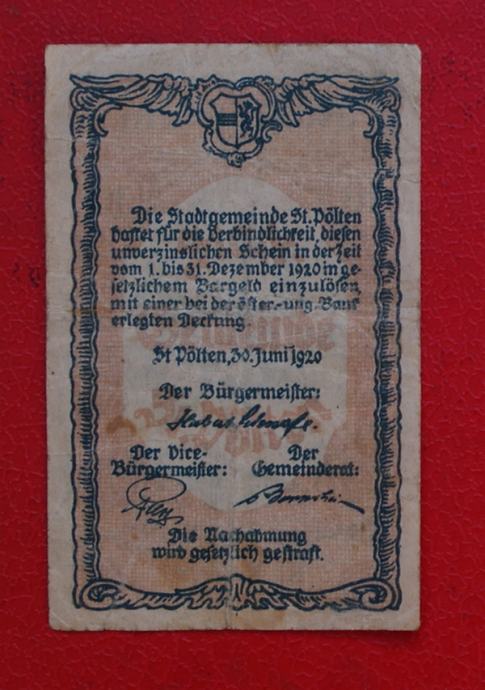 Die Stadtgemeinde St. Pölten
haftet für die Verbindlichkeit, diesen
unverzinslichen Schein in der Zeit
vom 1. bis 31. Dezember 1920 in ge-
setzlichem Bargeld einzulösen,
mit einer bei der öster.-ung. Bank
erlegten Deckung.
St Pölten, 30. Juni 1920
Der Bürgermeister:
Der Vice-
Bürgermeister:
Der
Gemeinderat:
Die Nachahmung
wird gesetzlich gestraft.